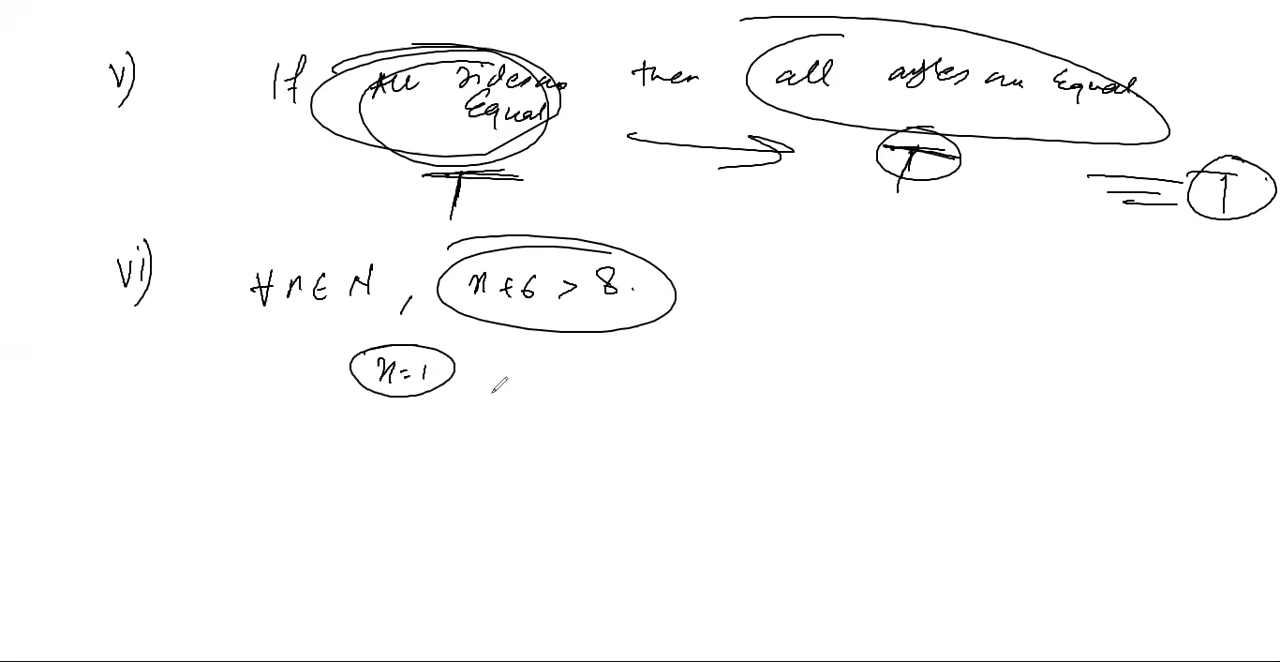 v) If All sides are Equal then all angles are Equal
T → T = T
vi) ∀ n ∈ N, n + 6 > 8.
n = 1